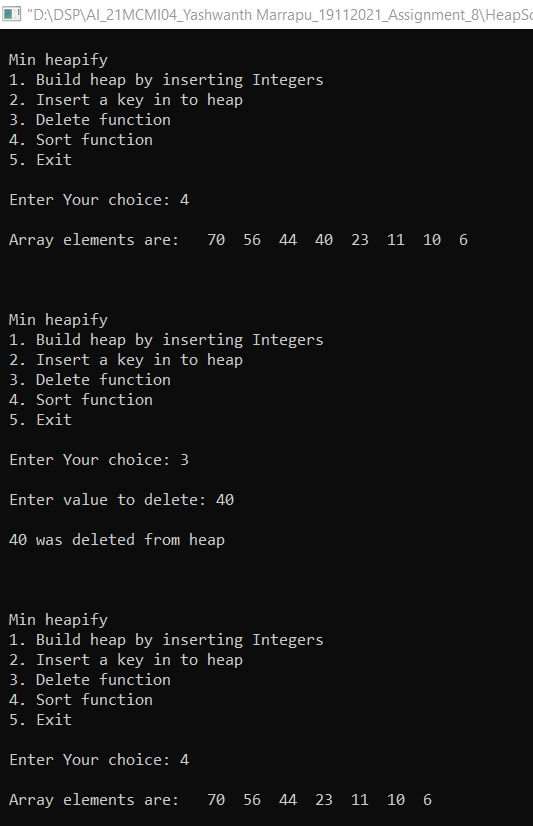 "D:\DSP\AI_21MCMI04_Yashwanth Marrapu_19112021_Assignment_8\HeapSo
Min heapify
1. Build heap by inserting Integers
2. Insert a key in to heap
3. Delete function
4. Sort function
5. Exit
Enter Your choice: 4
Array elements are:   70  56  44  40  23  11  10  6
Min heapify
1. Build heap by inserting Integers
2. Insert a key in to heap
3. Delete function
4. Sort function
5. Exit
Enter Your choice: 3
Enter value to delete: 40
40 was deleted from heap
Min heapify
1. Build heap by inserting Integers
2. Insert a key in to heap
3. Delete function
4. Sort function
5. Exit
Enter Your choice: 4
Array elements are:   70  56  44  23  11  10  6